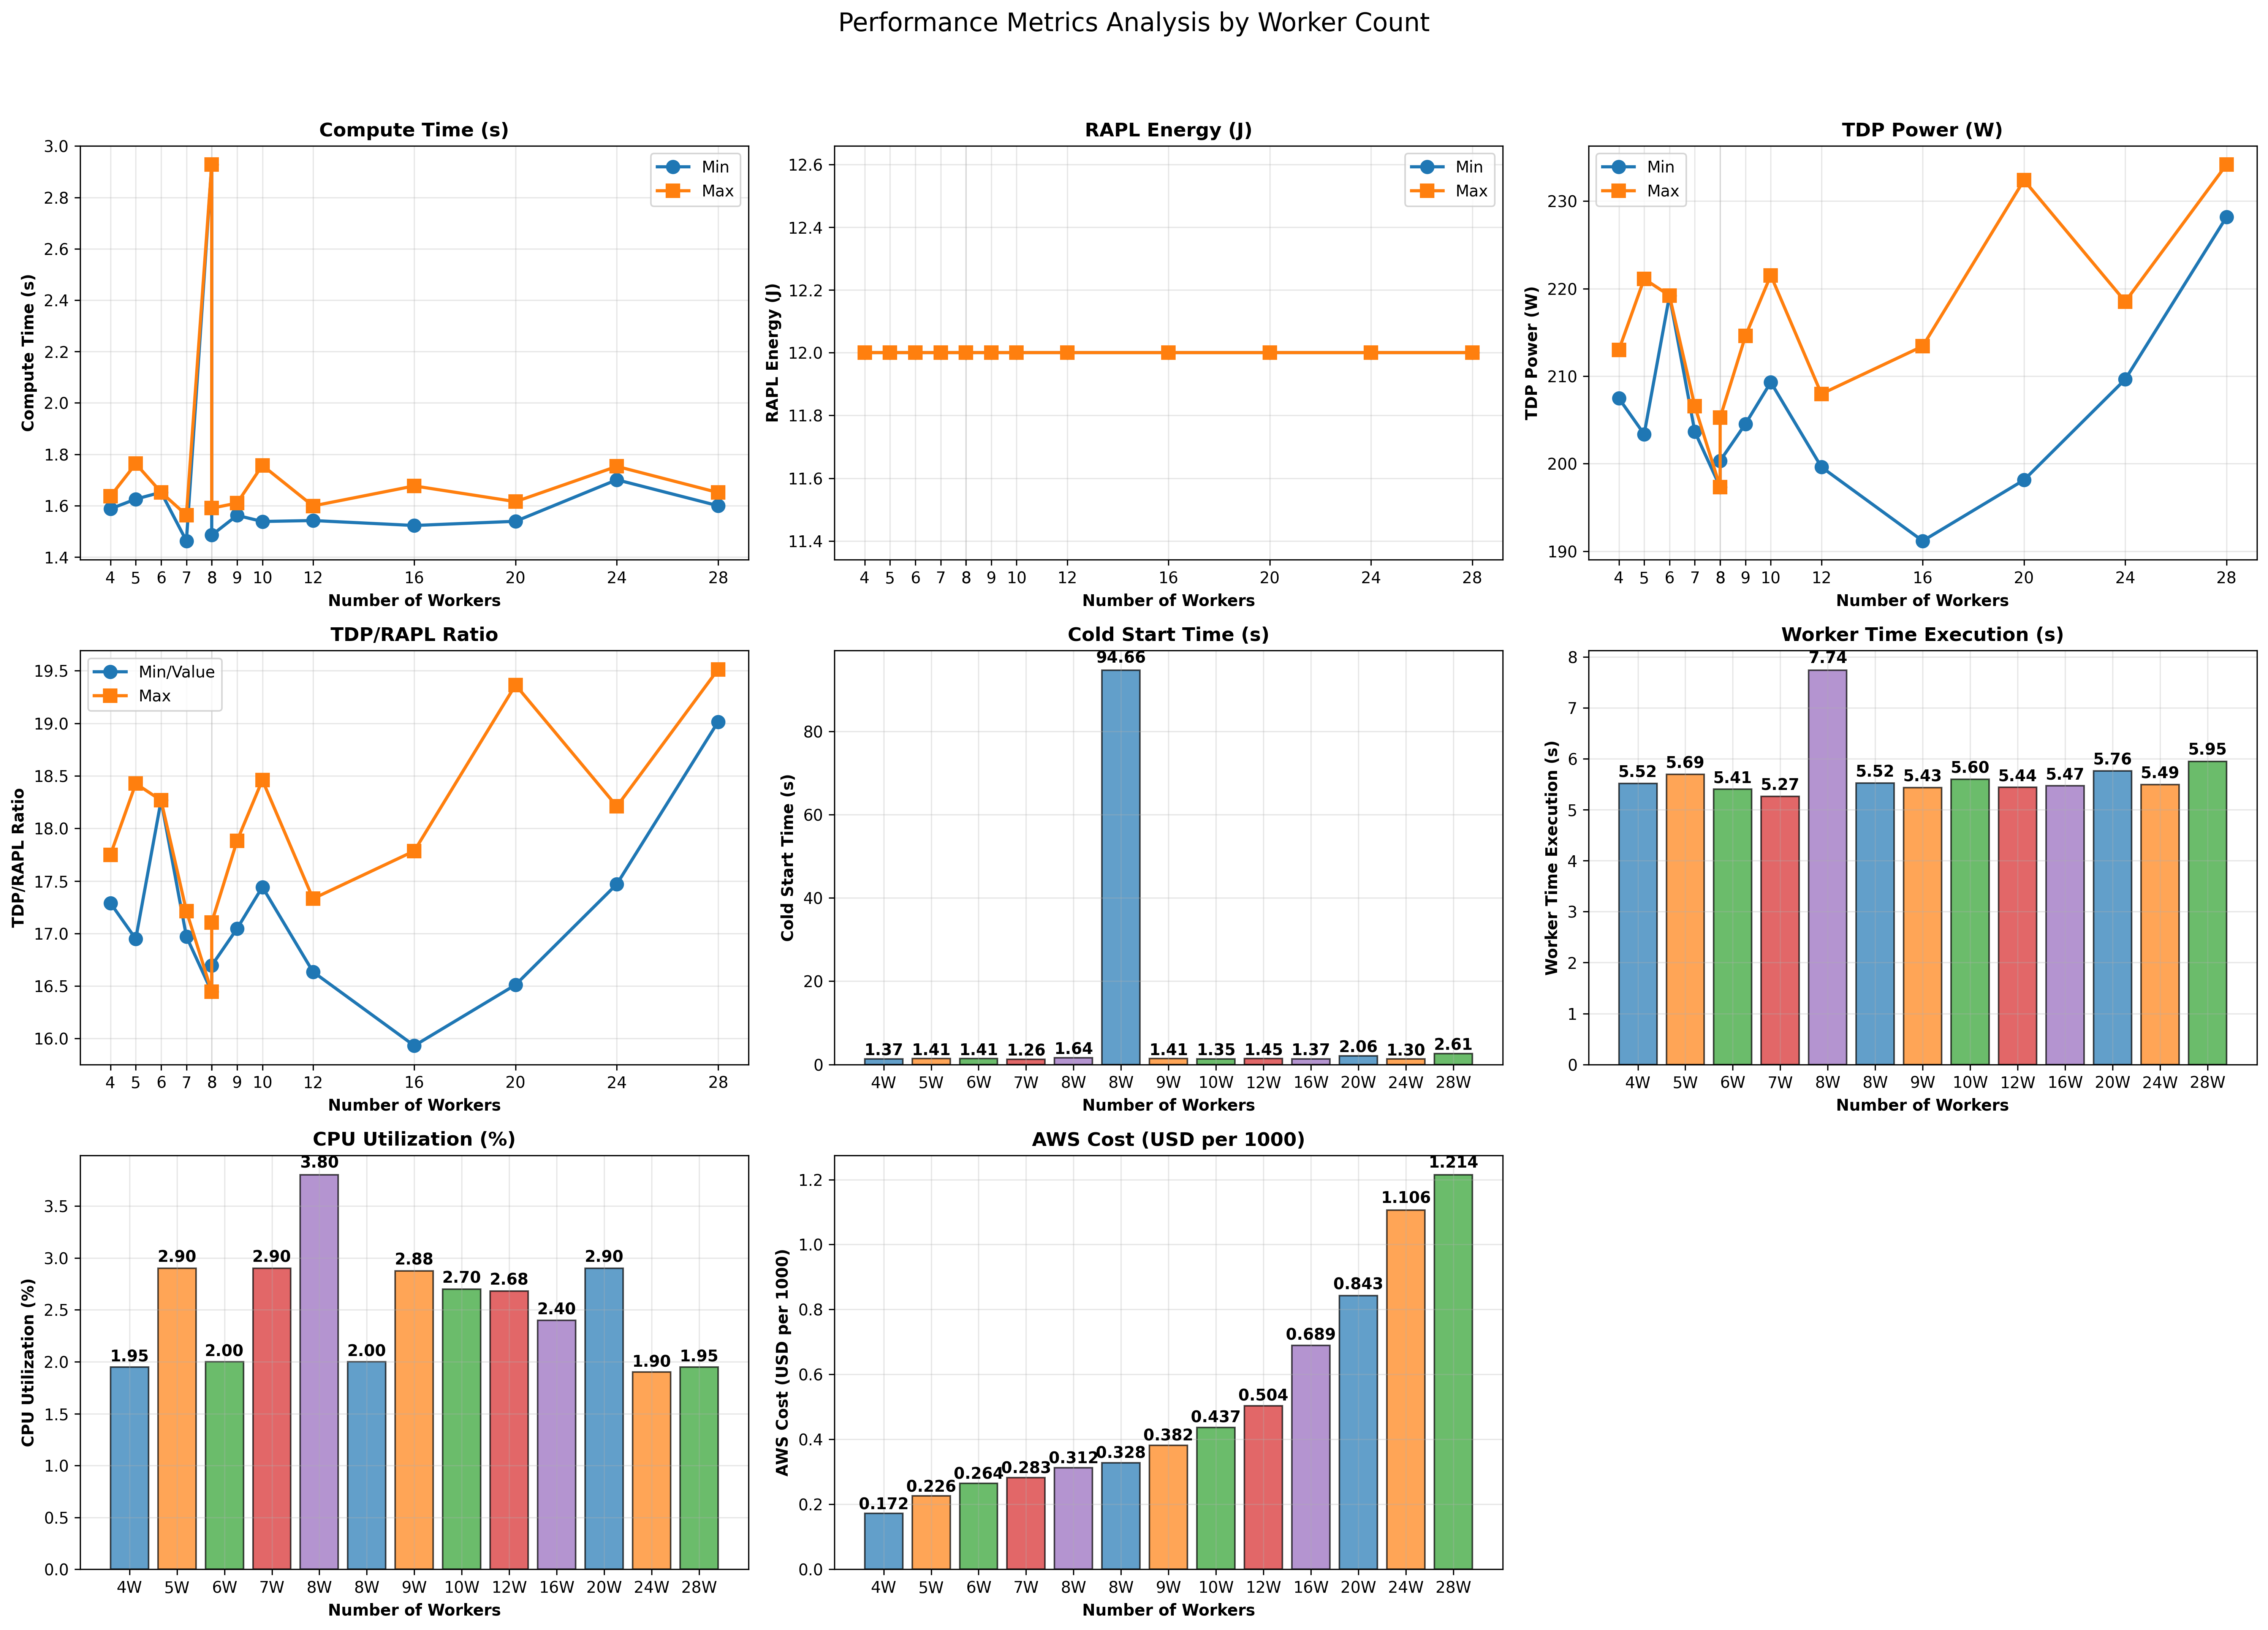 Performance Metrics Analysis by Worker Count
Compute Time (s)
Compute Time (s)
3.0
2.8
2.6
2.4
2.2
2.0
1.8
1.6
1.4
Min
Max
4 5 6 7 8 9 10 12 16 20 24 28
Number of Workers
RAPL Energy (J)
RAPL Energy (J)
12.6
12.4
12.2
12.0
11.8
11.6
11.4
Min
Max
4 5 6 7 8 9 10 12 16 20 24 28
Number of Workers
TDP Power (W)
TDP Power (W)
230
220
210
200
190
Min
Max
4 5 6 7 8 9 10 12 16 20 24 28
Number of Workers
TDP/RAPL Ratio
TDP/RAPL Ratio
19.5
19.0
18.5
18.0
17.5
17.0
16.5
16.0
Min/Value
Max
4 5 6 7 8 9 10 12 16 20 24 28
Number of Workers
Cold Start Time (s)
Cold Start Time (s)
80
60
40
20
0
1.37 1.41 1.41 1.26 1.64 94.66 1.41 1.35 1.45 1.37 2.06 1.30 2.61
4W 5W 6W 7W 8W 8W 9W 10W 12W 16W 20W 24W 28W
Number of Workers
Worker Time Execution (s)
Worker Time Execution (s)
8
7
6
5
4
3
2
1
0
5.52 5.69 5.41 5.27 7.74 5.52 5.43 5.60 5.44 5.47 5.76 5.49 5.95
4W 5W 6W 7W 8W 8W 9W 10W 12W 16W 20W 24W 28W
Number of Workers
CPU Utilization (%)
CPU Utilization (%)
3.5
3.0
2.5
2.0
1.5
1.0
0.5
0.0
1.95 2.90 2.00 2.90 3.80 2.00 2.88 2.70 2.68 2.40 2.90 1.90 1.95
4W 5W 6W 7W 8W 8W 9W 10W 12W 16W 20W 24W 28W
Number of Workers
AWS Cost (USD per 1000)
AWS Cost (USD per 1000)
1.2
1.0
0.8
0.6
0.4
0.2
0.0
0.172 0.226 0.264 0.283 0.312 0.328 0.382 0.437 0.504 0.689 0.843 1.106 1.214
4W 5W 6W 7W 8W 8W 9W 10W 12W 16W 20W 24W 28W
Number of Workers